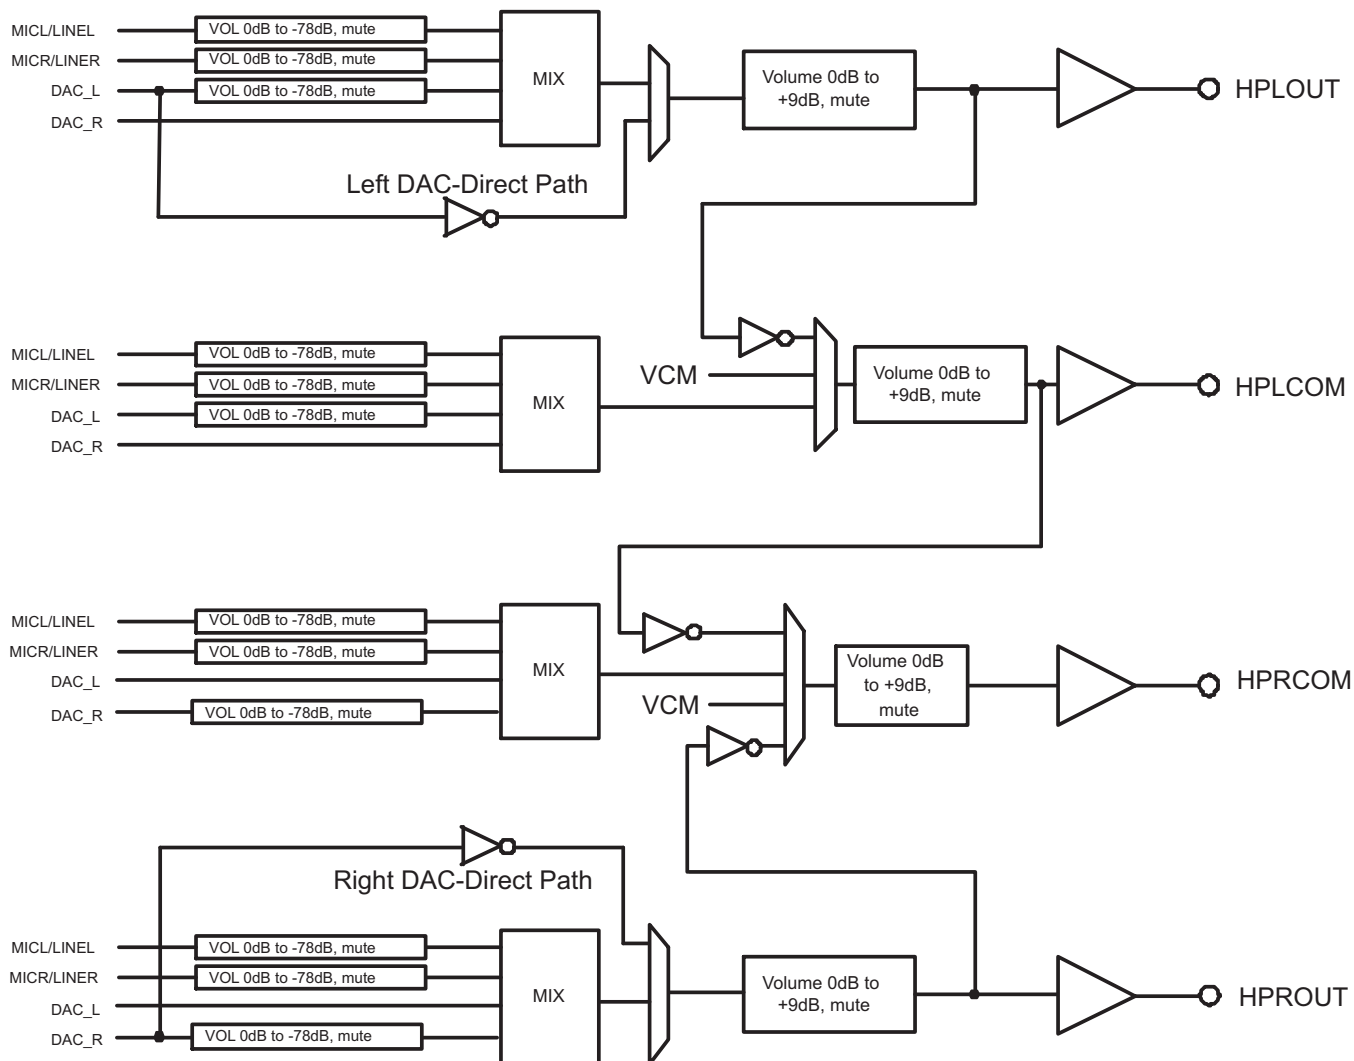 MICL/LINEL
VOL 0dB to -78dB, mute
MICR/LINER
VOL 0dB to -78dB, mute
DAC_L
VOL 0dB to -78dB, mute
DAC_R
MIX
Volume 0dB to
+9dB, mute
HPLOUT
Left DAC-Direct Path
MICL/LINEL
VOL 0dB to -78dB, mute
MICR/LINER
VOL 0dB to -78dB, mute
DAC_L
VOL 0dB to -78dB, mute
DAC_R
MIX
VCM
Volume 0dB to
+9dB, mute
HPLCOM
MICL/LINEL
VOL 0dB to -78dB, mute
MICR/LINER
VOL 0dB to -78dB, mute
DAC_L
DAC_R
VOL 0dB to -78dB, mute
MIX
VCM
Volume 0dB
to +9dB,
mute
HPRCOM
Right DAC-Direct Path
MICL/LINEL
VOL 0dB to -78dB, mute
MICR/LINER
VOL 0dB to -78dB, mute
DAC_L
DAC_R
VOL 0dB to -78dB, mute
MIX
Volume 0dB to
+9dB, mute
HPROUT